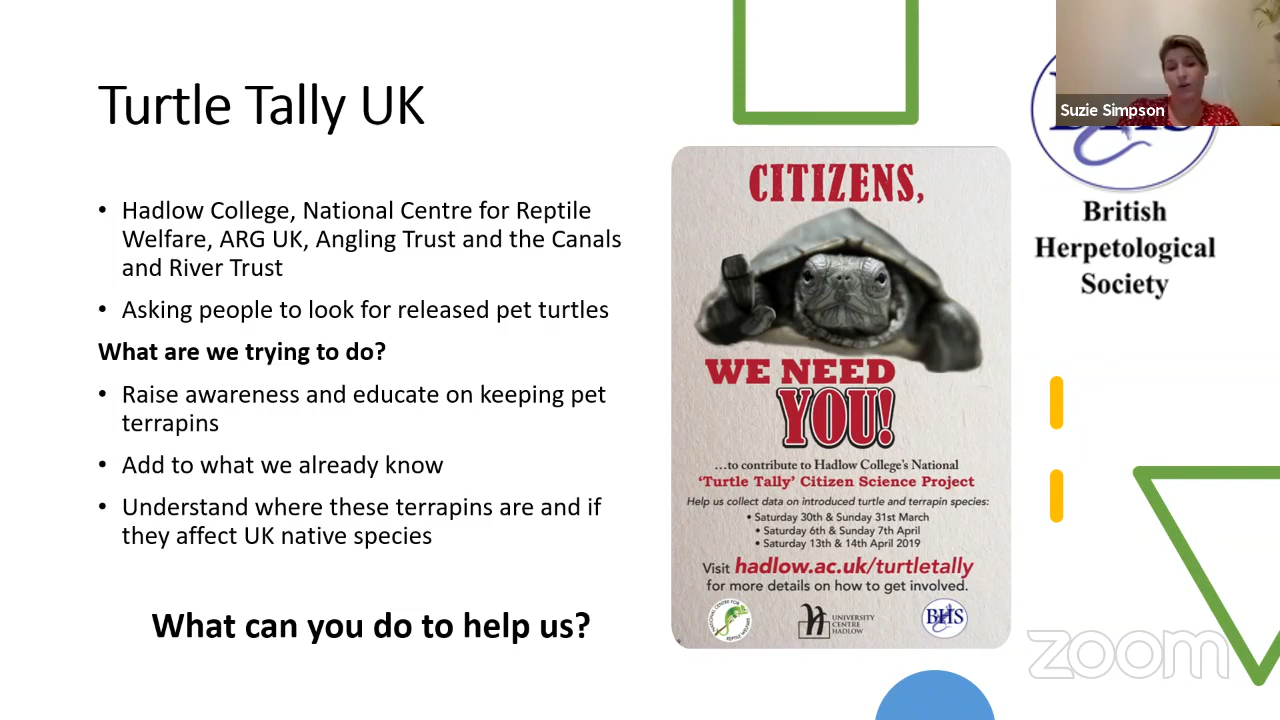 Turtle Tally UK
• Hadlow College, National Centre for Reptile
Welfare, ARG UK, Angling Trust and the Canals
and River Trust
• Asking people to look for released pet turtles
What are we trying to do?
• Raise awareness and educate on keeping pet
terrapins
• Add to what we already know
• Understand where these terrapins are and if
they affect UK native species
What can you do to help us?
CITIZENS,
WE NEED
YOU!
...to contribute to Hadlow College's National
'Turtle Tally' Citizen Science Project
Help us collect data on introduced turtle and terrapin species:
• Saturday 30th & Sunday 31st March
• Saturday 6th & Sunday 7th April
• Saturday 13th & 14th April 2019
Visit hadlow.ac.uk/turtletally
for more details on how to get involved.
NATIONAL CENTRE FOR
REPTILE WELFARE
UNIVERSITY
CENTRE
HADLOW
BHS
Suzie Simpson
British
Herpetological
Society
zoom